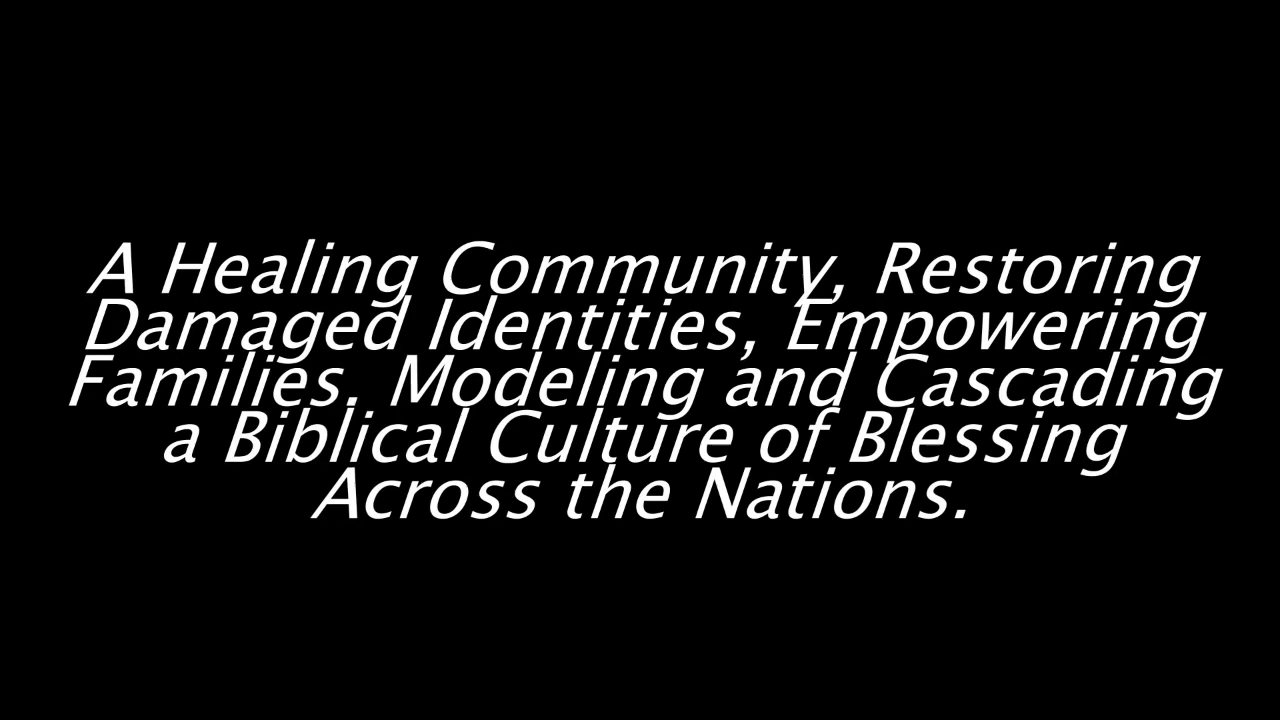 A Healing Community, Restoring
Damaged Identities, Empowering
Families. Modeling and Cascading
a Biblical Culture of Blessing
Across the Nations.